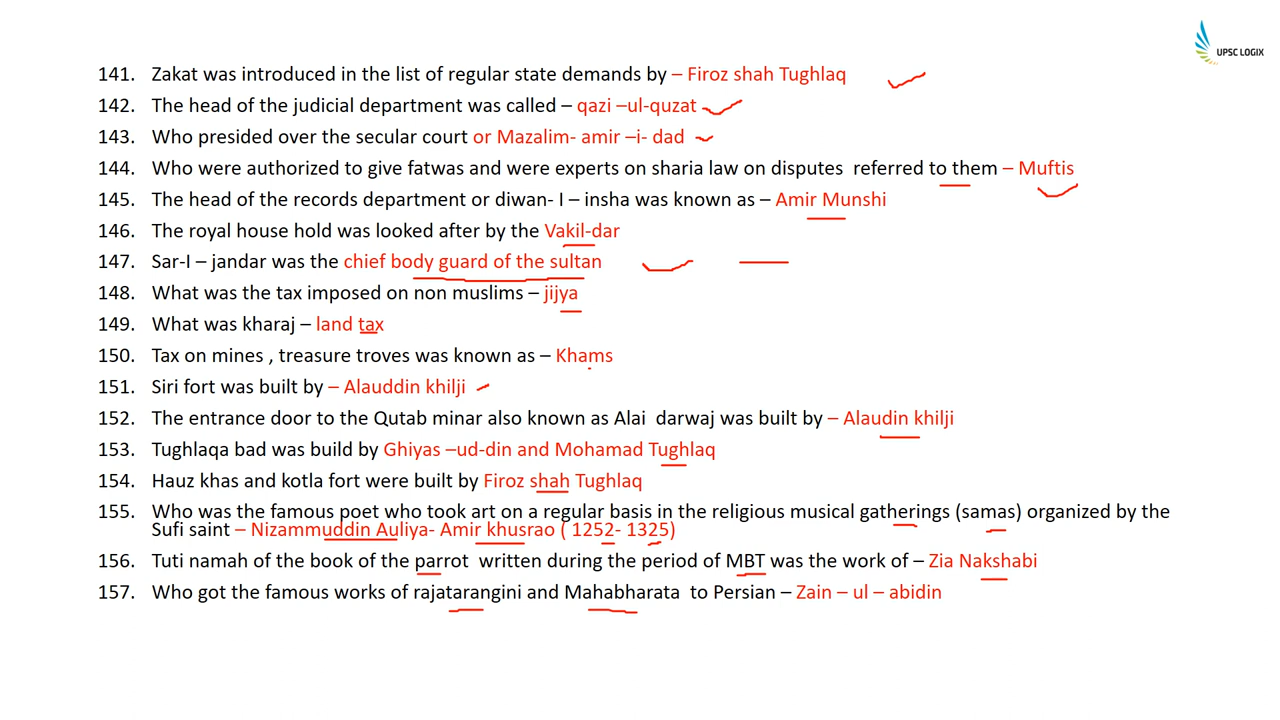 UPSC LOGIX
141. Zakat was introduced in the list of regular state demands by – Firoz shah Tughlaq
142. The head of the judicial department was called – qazi –ul-quzat
143. Who presided over the secular court or Mazalim- amir –i- dad
144. Who were authorized to give fatwas and were experts on sharia law on disputes referred to them – Muftis
145. The head of the records department or diwan- I – insha was known as – Amir Munshi
146. The royal house hold was looked after by the Vakil-dar
147. Sar-I – jandar was the chief body guard of the sultan
148. What was the tax imposed on non muslims – jijya
149. What was kharaj – land tax
150. Tax on mines , treasure troves was known as – Khams
151. Siri fort was built by – Alauddin khilji
152. The entrance door to the Qutab minar also known as Alai darwaj was built by – Alaudin khilji
153. Tughlaqa bad was build by Ghiyas –ud-din and Mohamad Tughlaq
154. Hauz khas and kotla fort were built by Firoz shah Tughlaq
155. Who was the famous poet who took art on a regular basis in the religious musical gatherings (samas) organized by the
Sufi saint – Nizammuddin Auliya- Amir khusrao ( 1252- 1325)
156. Tuti namah of the book of the parrot written during the period of MBT was the work of – Zia Nakshabi
157. Who got the famous works of rajatarangini and Mahabharata to Persian – Zain – ul – abidin